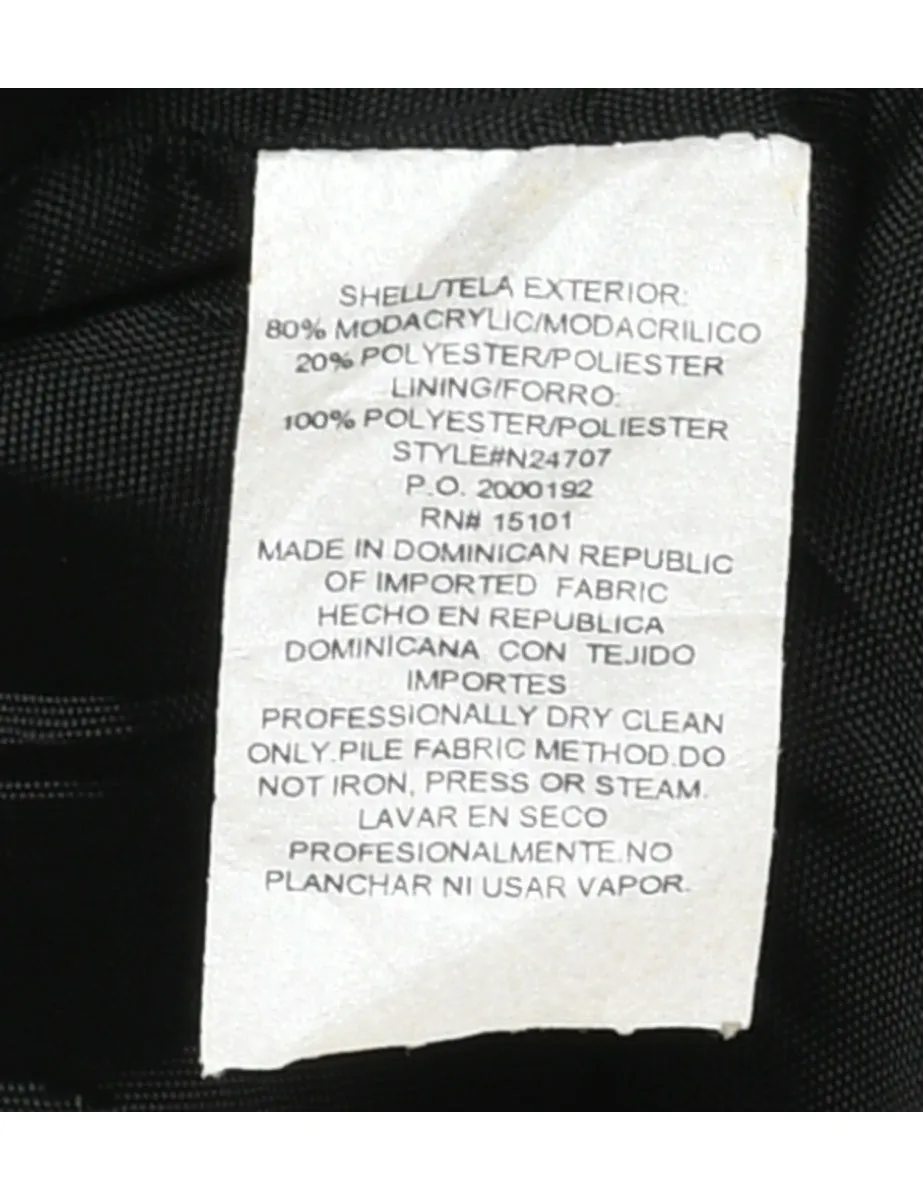 SHELL/TELA EXTERIOR:
80% MODACRYLIC/MODACRILICO
20% POLYESTER/POLIESTER
LINING/FORRO:
100% POLYESTER/POLIESTER
STYLE#N24707
P.O. 2000192
RN# 15101
MADE IN DOMINICAN REPUBLIC
OF IMPORTED FABRIC
HECHO EN REPUBLICA
DOMINICANA CON TEJIDO
IMPORTES
PROFESSIONALLY DRY CLEAN
ONLY.PILE FABRIC METHOD.DO
NOT IRON, PRESS OR STEAM.
LAVAR EN SECO
PROFESIONALMENTE.NO
PLANCHAR NI USAR VAPOR.